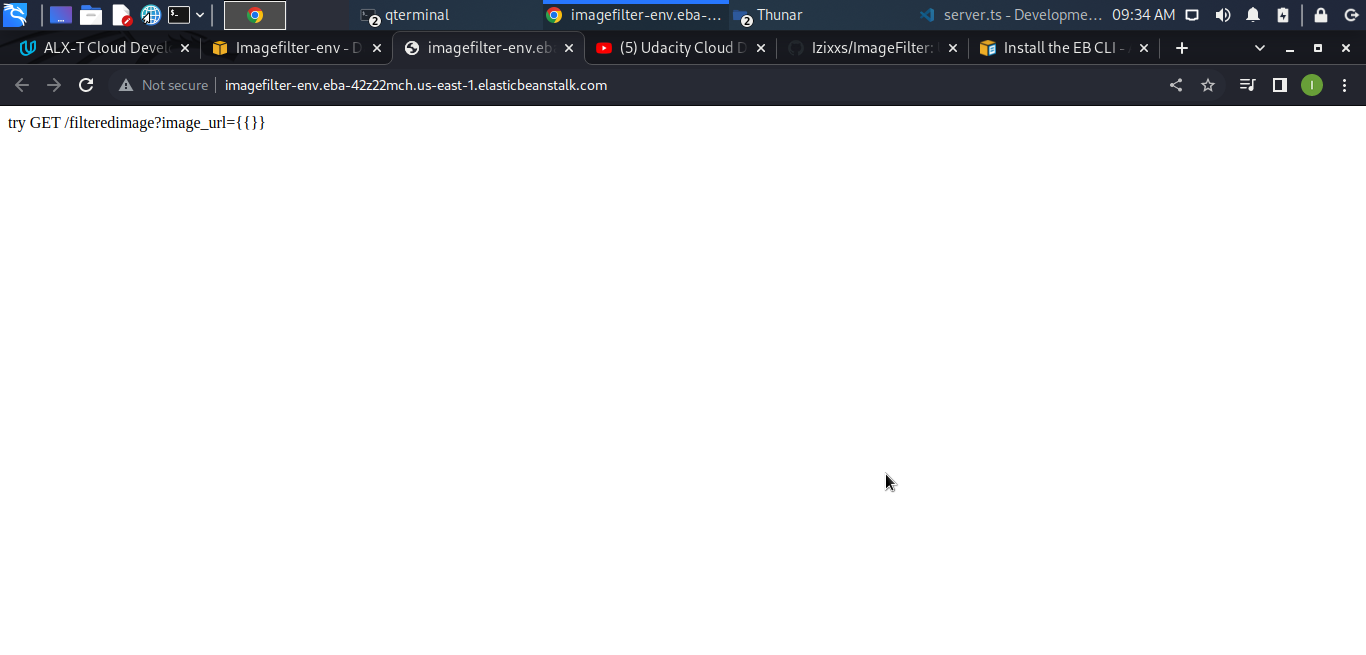 qterminal
imagefilter-env.eba-...
Thunar
server.ts - Developme...
09:34 AM
2
2
ALX-T Cloud Devel
Imagefilter-env - D
imagefilter-env.eb
(5) Udacity Cloud D
Izixxs/ImageFilter:
Install the EB CLI -
Not secure
imagefilter-env.eba-42z22mch.us-east-1.elasticbeanstalk.com
I
try GET /filteredimage?image_url={{}}